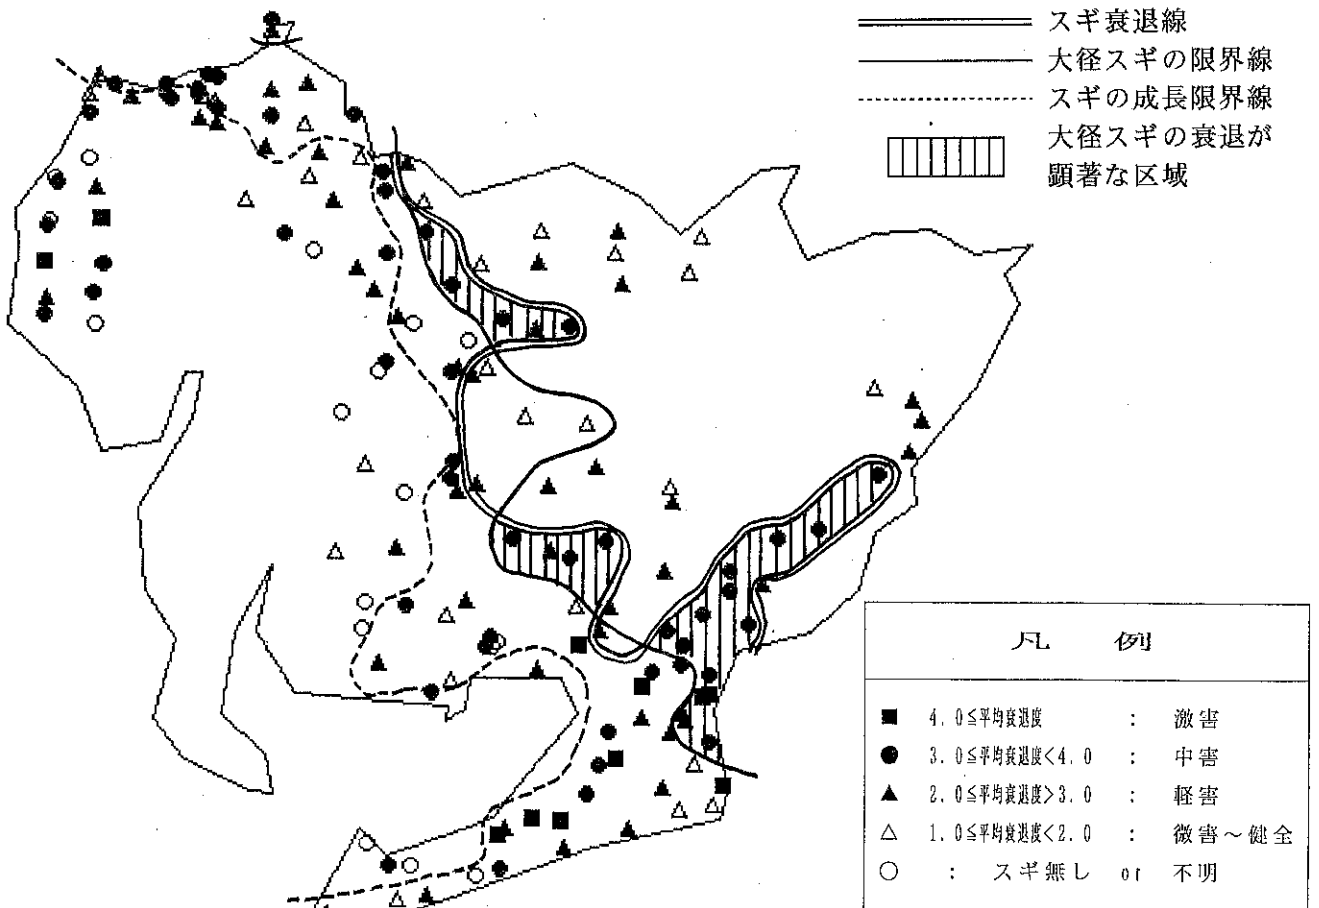 スギ衰退線
大径スギの限界線
スギの成長限界線
大径スギの衰退が
顕著な区域
凡 例
■ 4.0≦平均衰退度 : 激害
● 3.0≦平均衰退度<4.0 : 中害
▲ 2.0≦平均衰退度>3.0 : 軽害
△ 1.0≦平均衰退度<2.0 : 微害～健全
○ : スギ無し or 不明